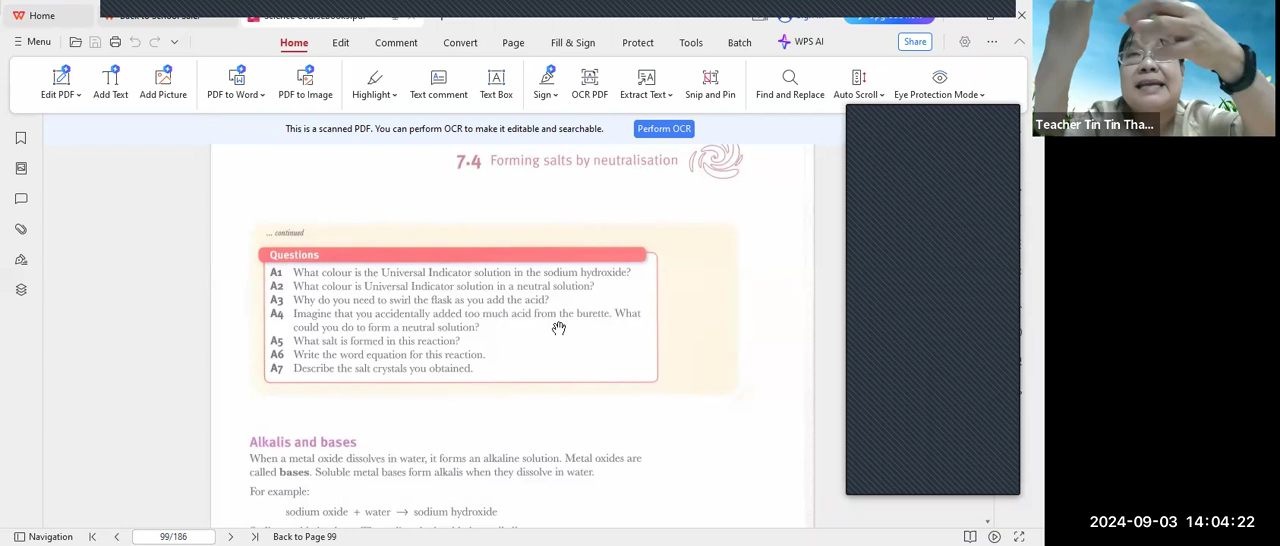 Home
Menu
Home
Edit
Comment
Convert
Page
Fill & Sign
Protect
Tools
Batch
WPS AI
Share
Edit PDF
Add Text
Add Picture
PDF to Word
PDF to Image
Highlight
Text comment
Text Box
Sign
OCR PDF
Extract Text
Snip and Pin
Find and Replace
Auto Scroll
Eye Protection Mode
Teacher Tin Tin Tha...
This is a scanned PDF. You can perform OCR to make it editable and searchable.
Perform OCR
7.4 Forming salts by neutralisation
... continued
Questions
A1 What colour is the Universal Indicator solution in the sodium hydroxide?
A2 What colour is Universal Indicator solution in a neutral solution?
A3 Why do you need to swirl the flask as you add the acid?
A4 Imagine that you accidentally added too much acid from the burette. What
could you do to form a neutral solution?
A5 What salt is formed in this reaction?
A6 Write the word equation for this reaction.
A7 Describe the salt crystals you obtained.
Alkalis and bases
When a metal oxide dissolves in water, it forms an alkaline solution. Metal oxides are
called bases. Soluble metal bases form alkalis when they dissolve in water.
For example:
sodium oxide + water → sodium hydroxide
Navigation
99/186
Back to Page 99
2024-09-03 14:04:22